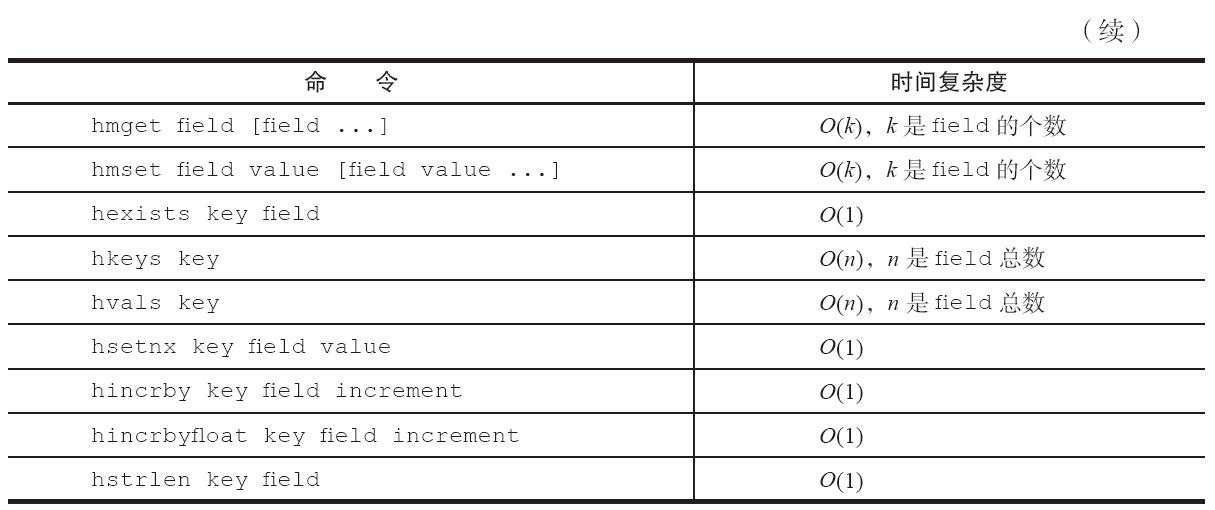 （续）
命 令 时间复杂度
hmget field [field ...] O(k)，k 是 field 的个数
hmset field value [field value ...] O(k)，k 是 field 的个数
hexists key field O(1)
hkeys key O(n)，n 是 field 总数
hvals key O(n)，n 是 field 总数
hsetnx key field value O(1)
hincrby key field increment O(1)
hincrbyfloat key field increment O(1)
hstrlen key field O(1)